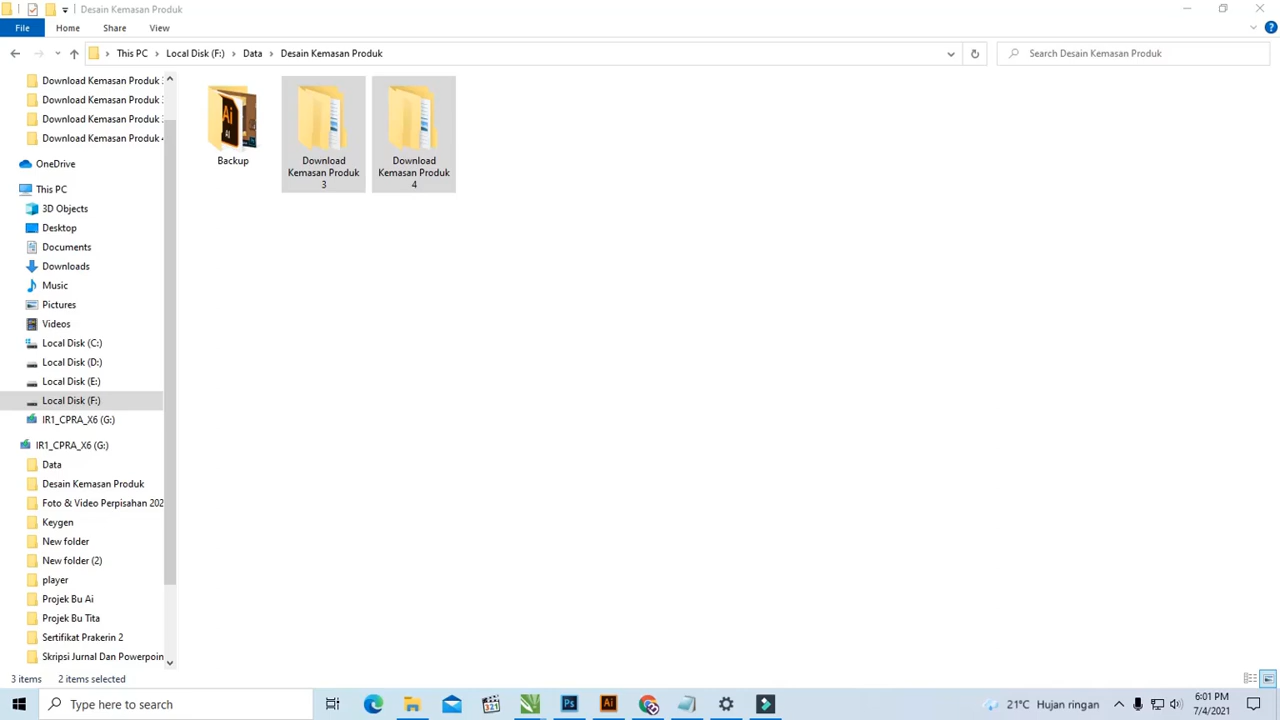 Desain Kemasan Produk
File
Home
Share
View
This PC
Local Disk (F:)
Data
Desain Kemasan Produk
Search Desain Kemasan Produk
Download Kemasan Produk
Download Kemasan Produk
Download Kemasan Produk
Download Kemasan Produk
OneDrive
This PC
3D Objects
Desktop
Documents
Downloads
Music
Pictures
Videos
Local Disk (C:)
Local Disk (D:)
Local Disk (E:)
Local Disk (F:)
IR1_CPRA_X6 (G:)
IR1_CPRA_X6 (G:)
Data
Desain Kemasan Produk
Foto & Video Perpisahan 202
Keygen
New folder
New folder (2)
player
Projek Bu Ai
Projek Bu Tita
Sertifikat Prakerin 2
Skripsi Jurnal Dan Powerpoin
Ai
AI
Backup
Download
Kemasan Produk
3
Download
Kemasan Produk
4
3 items
2 items selected
Type here to search
321
Ps
Ai
21°C Hujan ringan
6:01 PM
7/4/2021